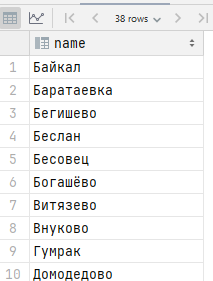 38 rows
name
1 Байкал
2 Баратаевка
3 Бегишево
4 Беслан
5 Бесовец
6 Богашёво
7 Витязево
8 Внуково
9 Гумрак
10 Домодедово